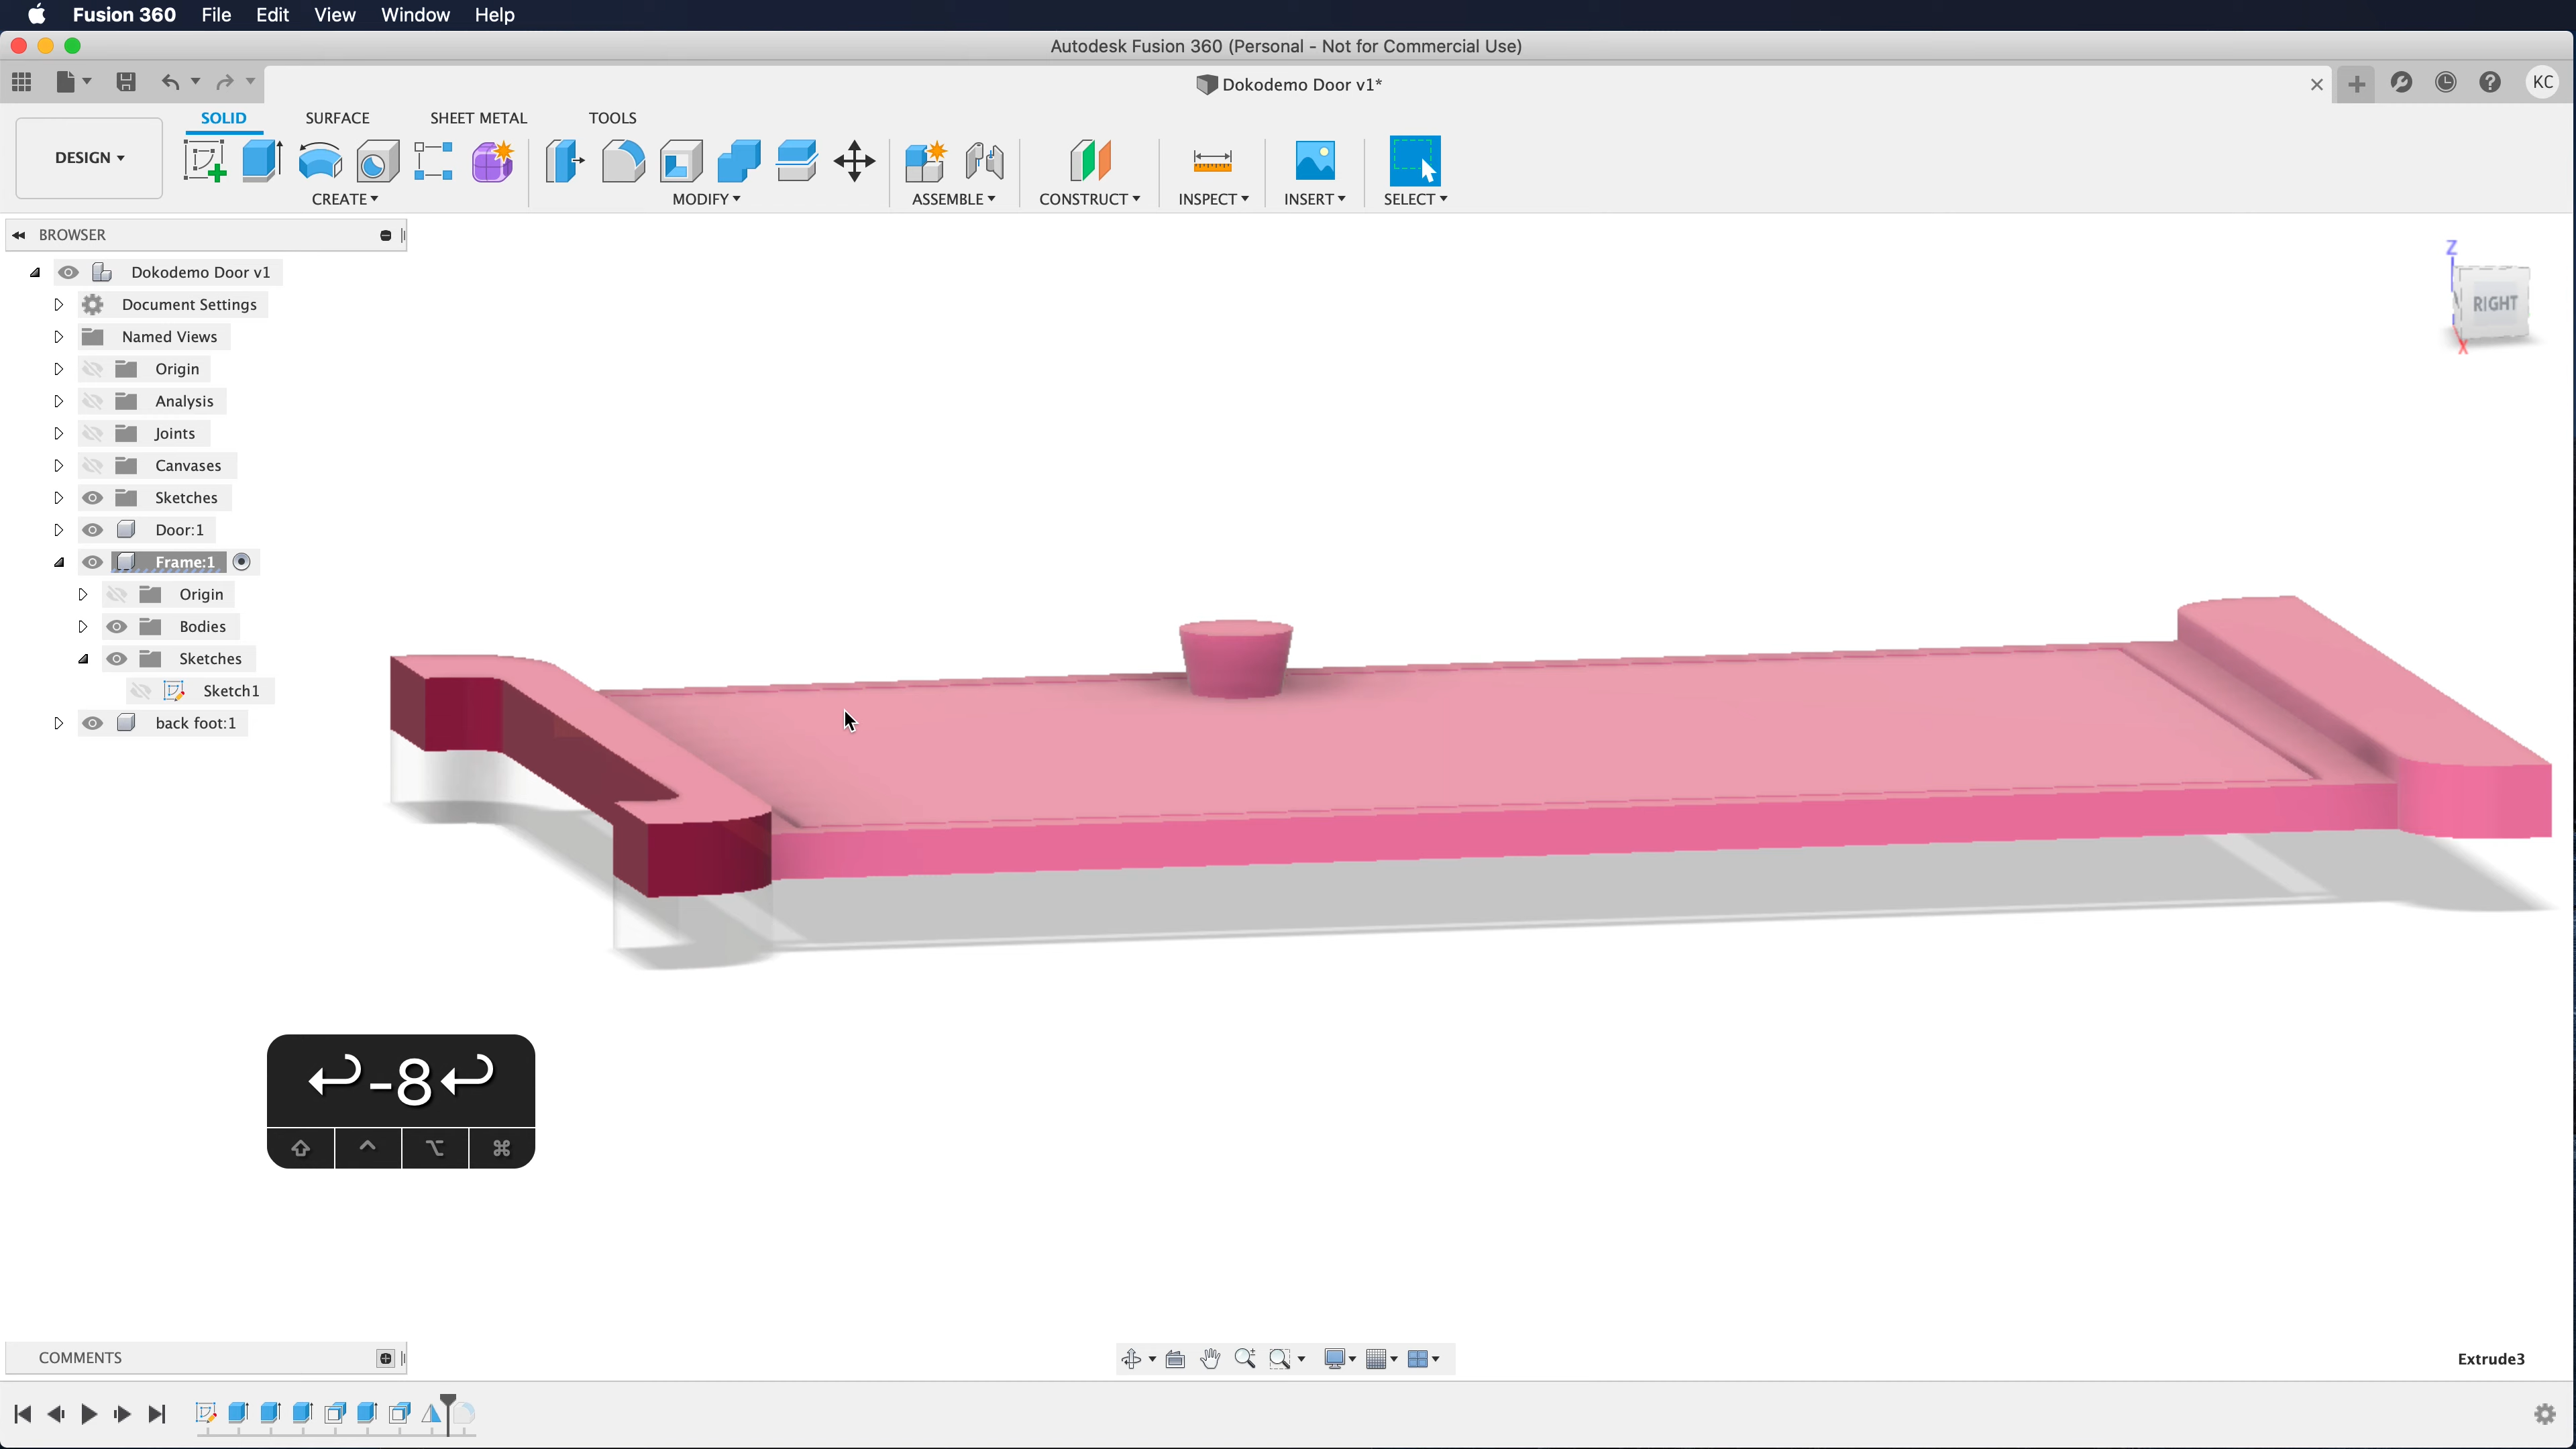 Fusion 360 File Edit View Window Help
Autodesk Fusion 360 (Personal - Not for Commercial Use)
Dokodemo Door v1*
KC
SOLID SURFACE SHEET METAL TOOLS
DESIGN
CREATE MODIFY ASSEMBLE CONSTRUCT INSPECT INSERT SELECT
BROWSER
Dokodemo Door v1
Document Settings
Named Views
Origin
Analysis
Joints
Canvases
Sketches
Door:1
Frame:1
Origin
Bodies
Sketches
Sketch1
back foot:1
Z
RIGHT
X
↩-8↩
⇧ ^ ⌥ ⌘
COMMENTS
Extrude3